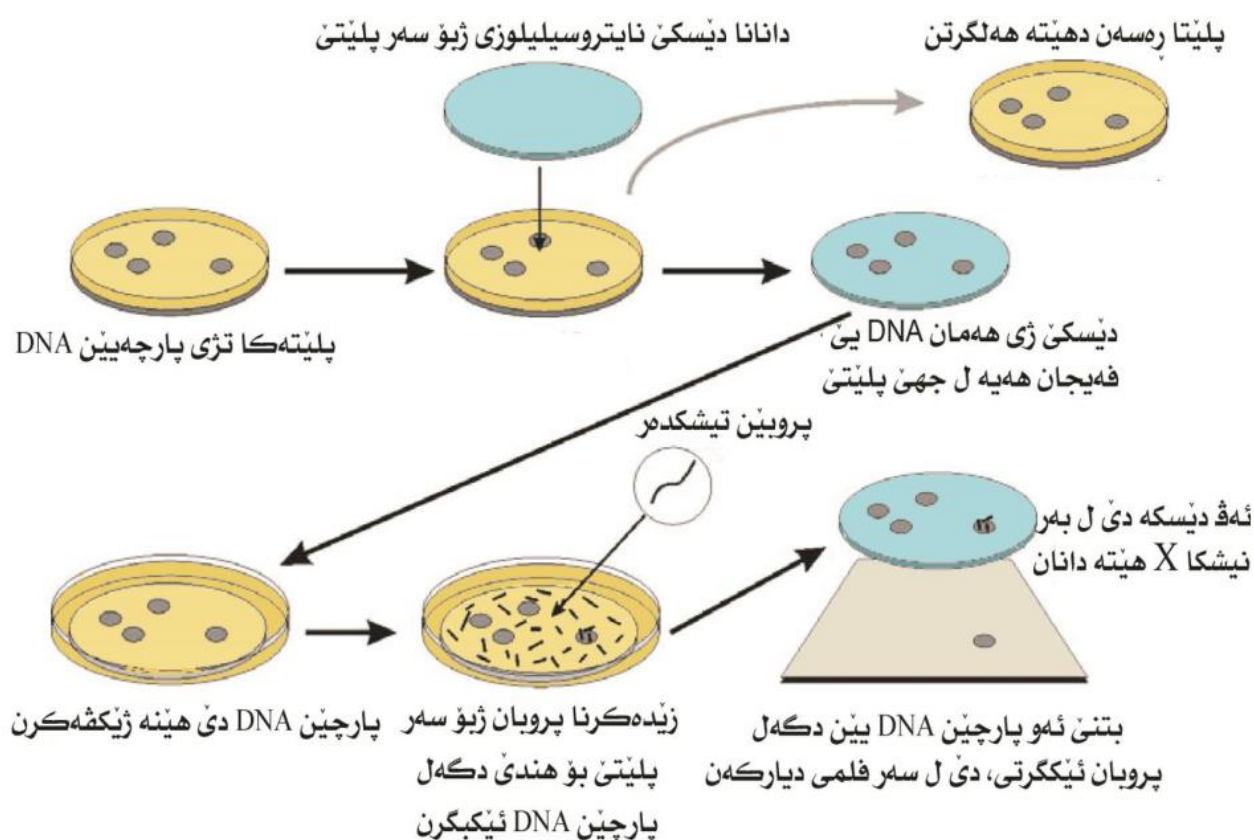 دانانا دێسکێ نایتروسیلیلوزی ژبۆ سەر پلێتێ
پلێتا ڕەسەن دهێتە هەلگرتن
پلێتەکا تژی پارچەیێن DNA
دێسکێ ژی هەمان DNA یێ
فەیجان هەیە ل جهێ پلێتێ
پروبێن تیشکدەر
ئەڤ دێسکە دێ ل بەر
نیشکا X هێتە دانان
پارچێن DNA دێ هێنە ژێکڤەکرن
زێدەکرنا پروبان ژبۆ سەر
پلێتێ بۆ هندێ دگەل
پارچێن DNA ئێکبگرن
بتنێ ئەو پارچێن DNA یێن دگەل
پروبان ئێکگرتی، دێ ل سەر فلمی دیارکەن